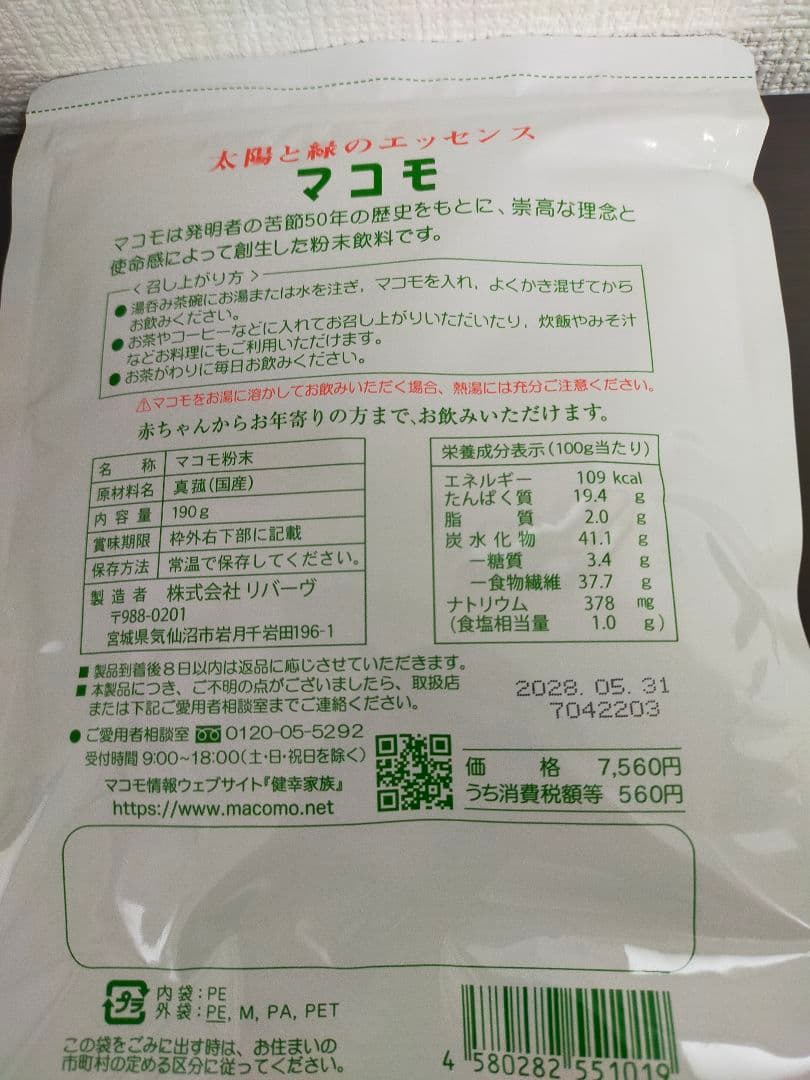 太陽と緑のエッセンス
マコモ
マコモは発明者の苦節50年の歴史をもとに、崇高な理念と
使命感によって創生した粉末飲料です。
〈 召し上がり方 〉
● 湯呑み茶碗にお湯または水を注ぎ，マコモを入れ，よくかき混ぜてから
お飲みください。
● お茶やコーヒーなどに入れてお召し上がりいただいたり，炊飯やみそ汁
などお料理にもご利用いただけます。
● お茶がわりに毎日お飲みください。
⚠マコモをお湯に溶かしてお飲みいただく場合、熱湯には充分ご注意ください。
赤ちゃんからお年寄りの方まで、お飲みいただけます。
名称 マコモ粉末
原材料名 真菰(国産)
内容量 190g
賞味期限 枠外右下部に記載
保存方法 常温で保存してください。
製造者 株式会社 リバーヴ
〒988-0201
宮城県気仙沼市岩月千岩田196-1
栄養成分表示(100g当たり)
エネルギー 109 kcal
たんぱく質 19.4 g
脂質 2.0 g
炭水化物 41.1 g
ー糖質 3.4 g
ー食物繊維 37.7 g
ナトリウム 378 mg
(食塩相当量 1.0 g)
■ 製品到着後8日以内は返品に応じさせていただきます。
■ 本製品につき、ご不明の点がございましたら、取扱店
または下記ご愛用者相談室までご連絡ください。
2028.05.31
7042203
● ご愛用者相談室 0120-05-5292
受付時間 9:00~18:00(土・日・祝日を除く)
マコモ情報ウェブサイト『健幸家族』
https://www.macomo.net
価格 7,560円
うち消費税額等 560円
プラ
内袋：PE
外袋：PE, M, PA, PET
この袋をごみに出す時は、お住まいの
市町村の定める区分に従ってください。
4 580282 551019